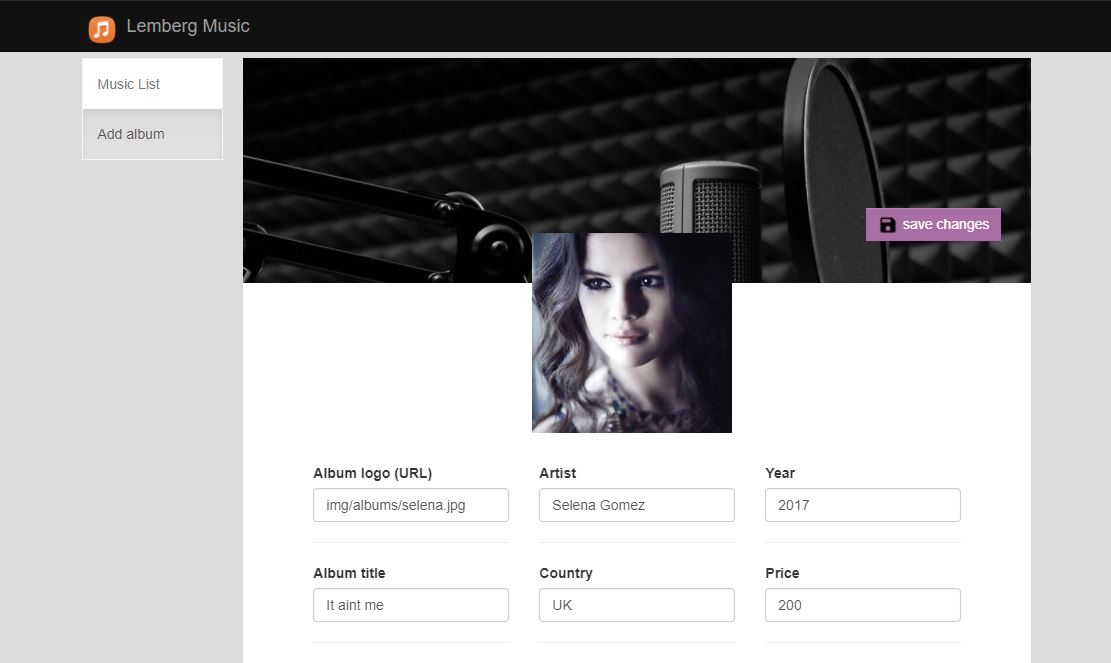 Lemberg Music
Music List
Add album
save changes
Album logo (URL)
Artist
Year
img/albums/selena.jpg
Selena Gomez
2017
Album title
Country
Price
It aint me
UK
200